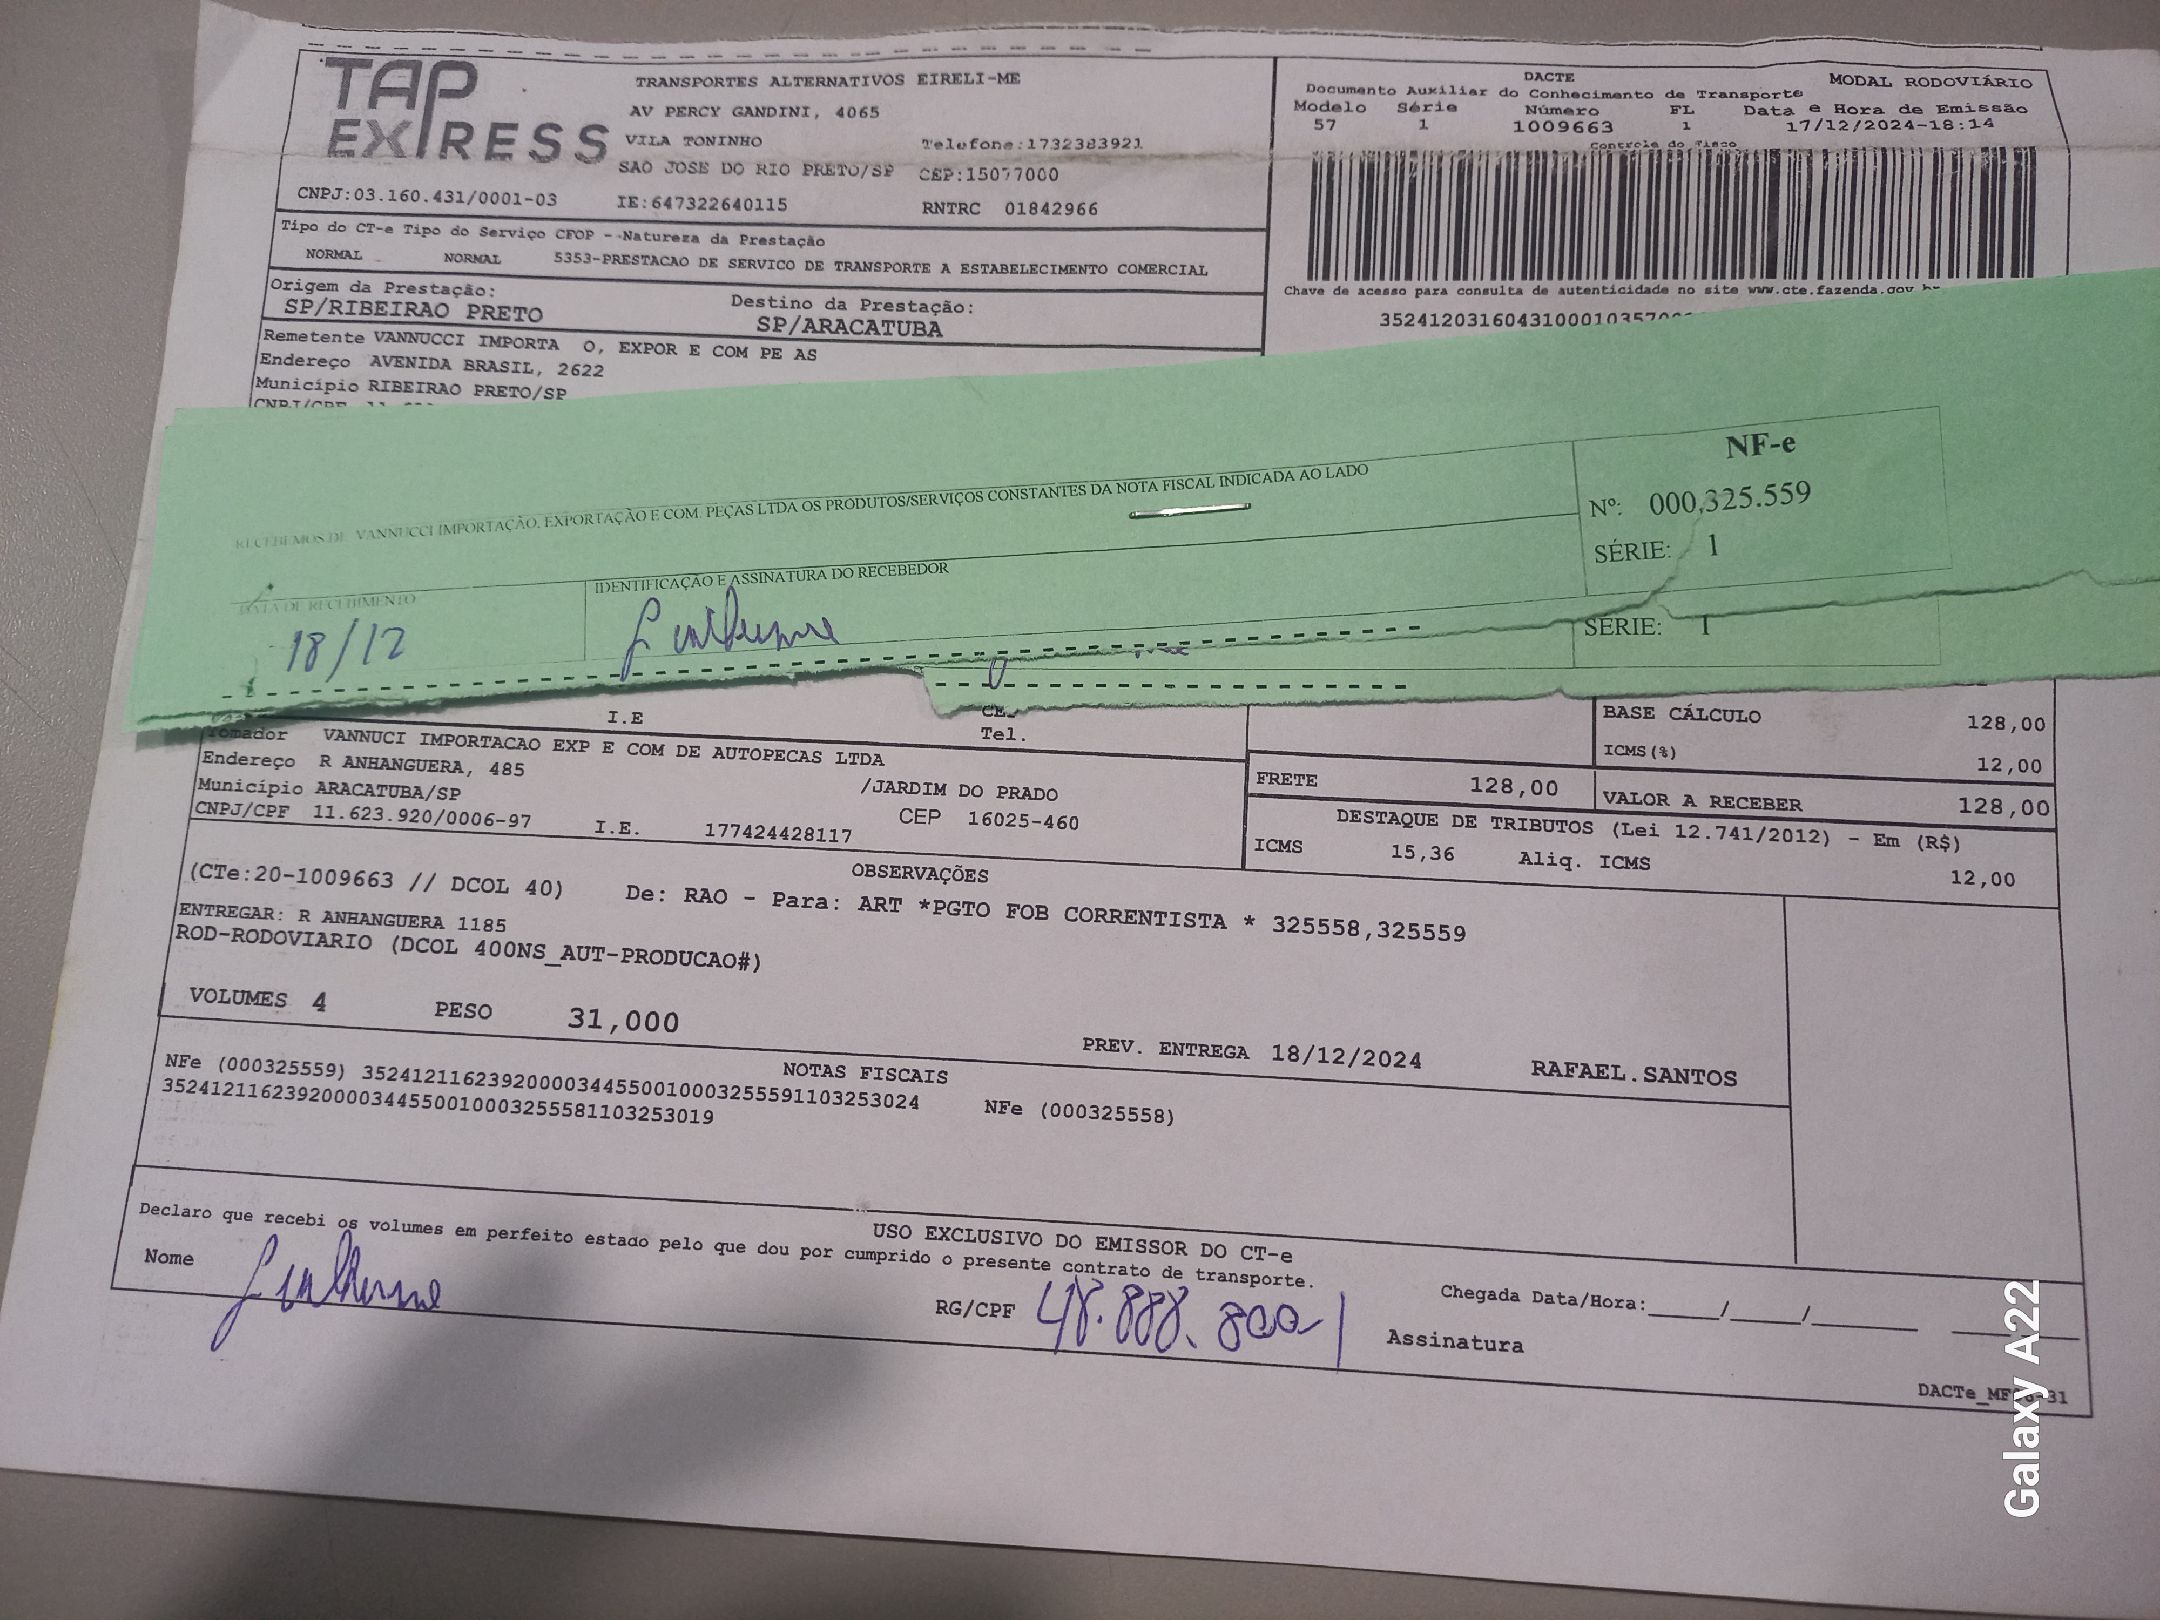 TAP EXPRESS
TRANSPORTES ALTERNATIVOS EIRELI-ME
AV PERCY GANDINI, 4065
VILA TONINHO Telefone:1732383921
SAO JOSE DO RIO PRETO/SP CEP:15077000
CNPJ:03.160.431/0001-03 IE:647322640115 RNTRC 01842966
DACTE MODAL RODOVIÁRIO
Documento Auxiliar do Conhecimento de Transporte
Modelo Série Número FL Data e Hora de Emissão
57 1 1009663 1 17/12/2024-18:14
Controle do Fisco
Chave de acesso para consulta de autenticidade no site www.cte.fazenda.gov.br
352412031604310001035700
Tipo do CT-e Tipo do Serviço CFOP - Natureza da Prestação
NORMAL NORMAL 5353-PRESTACAO DE SERVICO DE TRANSPORTE A ESTABELECIMENTO COMERCIAL
Origem da Prestação: Destino da Prestação:
SP/RIBEIRAO PRETO SP/ARACATUBA
Remetente VANNUCCI IMPORTA O, EXPOR E COM PE AS
Endereço AVENIDA BRASIL, 2622
Município RIBEIRAO PRETO/SP
CNPJ/CPF
RECEBEMOS DE VANNUCCI IMPORTAÇÃO, EXPORTAÇÃO E COM. PEÇAS LTDA OS PRODUTOS/SERVIÇOS CONSTANTES DA NOTA FISCAL INDICADA AO LADO
DATA DE RECEBIMENTO IDENTIFICAÇÃO E ASSINATURA DO RECEBEDOR
18/12 Guilherme
NF-e
Nº: 000,325.559
SÉRIE: 1
SÉRIE: 1
I.E
Tel.
Tomador VANNUCI IMPORTACAO EXP E COM DE AUTOPECAS LTDA
Endereço R ANHANGUERA, 485 /JARDIM DO PRADO
Município ARACATUBA/SP CEP 16025-460
CNPJ/CPF 11.623.920/0006-97 I.E. 177424428117
BASE CÁLCULO 128,00
ICMS(%) 12,00
FRETE 128,00 VALOR A RECEBER 128,00
DESTAQUE DE TRIBUTOS (Lei 12.741/2012) - Em (R$)
ICMS 15,36 Aliq. ICMS 12,00
OBSERVAÇÕES
(CTe:20-1009663 // DCOL 40) De: RAO - Para: ART *PGTO FOB CORRENTISTA * 325558,325559
ENTREGAR: R ANHANGUERA 1185
ROD-RODOVIARIO (DCOL 400NS_AUT-PRODUCAO#)
VOLUMES 4 PESO 31,000
PREV. ENTREGA 18/12/2024 RAFAEL.SANTOS
NOTAS FISCAIS
NFe (000325559) 35241211623920000344550010003255591103253024 NFe (000325558)
35241211623920000344550010003255581103253019
USO EXCLUSIVO DO EMISSOR DO CT-e
Declaro que recebi os volumes em perfeito estado pelo que dou por cumprido o presente contrato de transporte.
Nome Guilherme RG/CPF 48.888.800 Chegada Data/Hora:_____/_____/_______
Assinatura
Galaxy A22